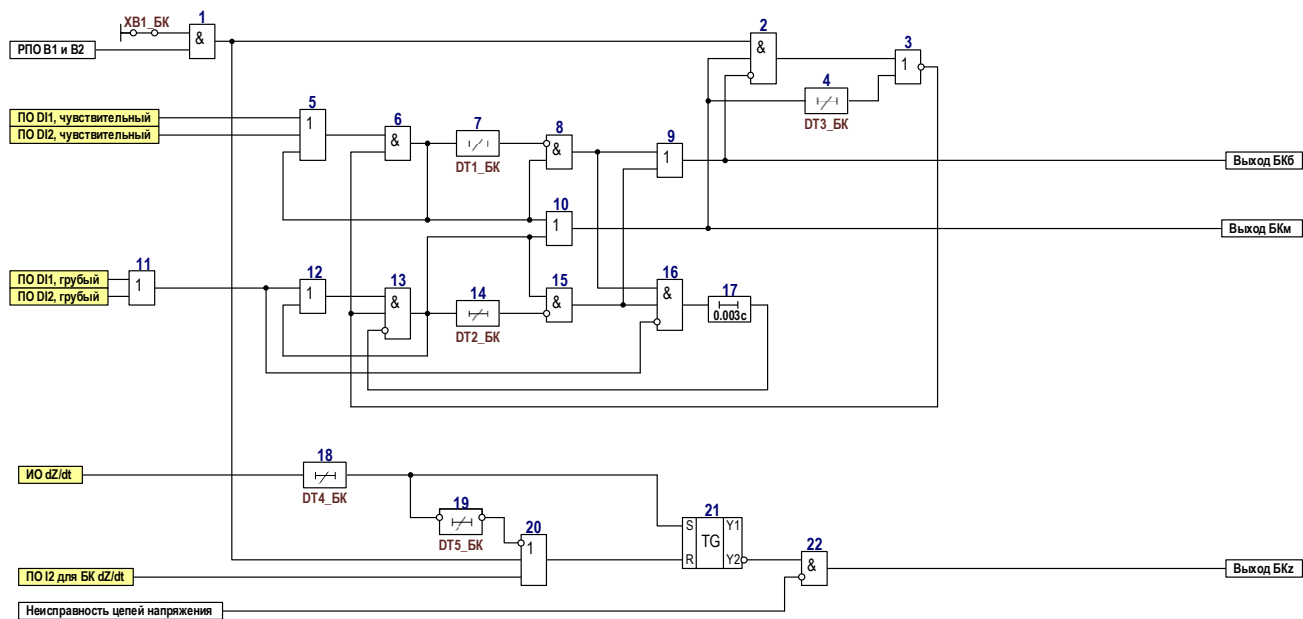 ХВ1_БК
1
&
РПО В1 и В2
2
&
3
1
4
DT3_БК
ПО DI1, чувствительный
ПО DI2, чувствительный
5
1
6
&
7
DT1_БК
8
&
9
1
Выход БКб
10
1
Выход БКм
ПО DI1, грубый
ПО DI2, грубый
11
1
12
1
13
&
14
DT2_БК
15
&
16
&
17
0.003с
ИО dZ/dt
18
DT4_БК
19
DT5_БК
20
1
21
S
R
TG
Y1
Y2
22
&
Выход БКz
ПО I2 для БК dZ/dt
Неисправность цепей напряжения